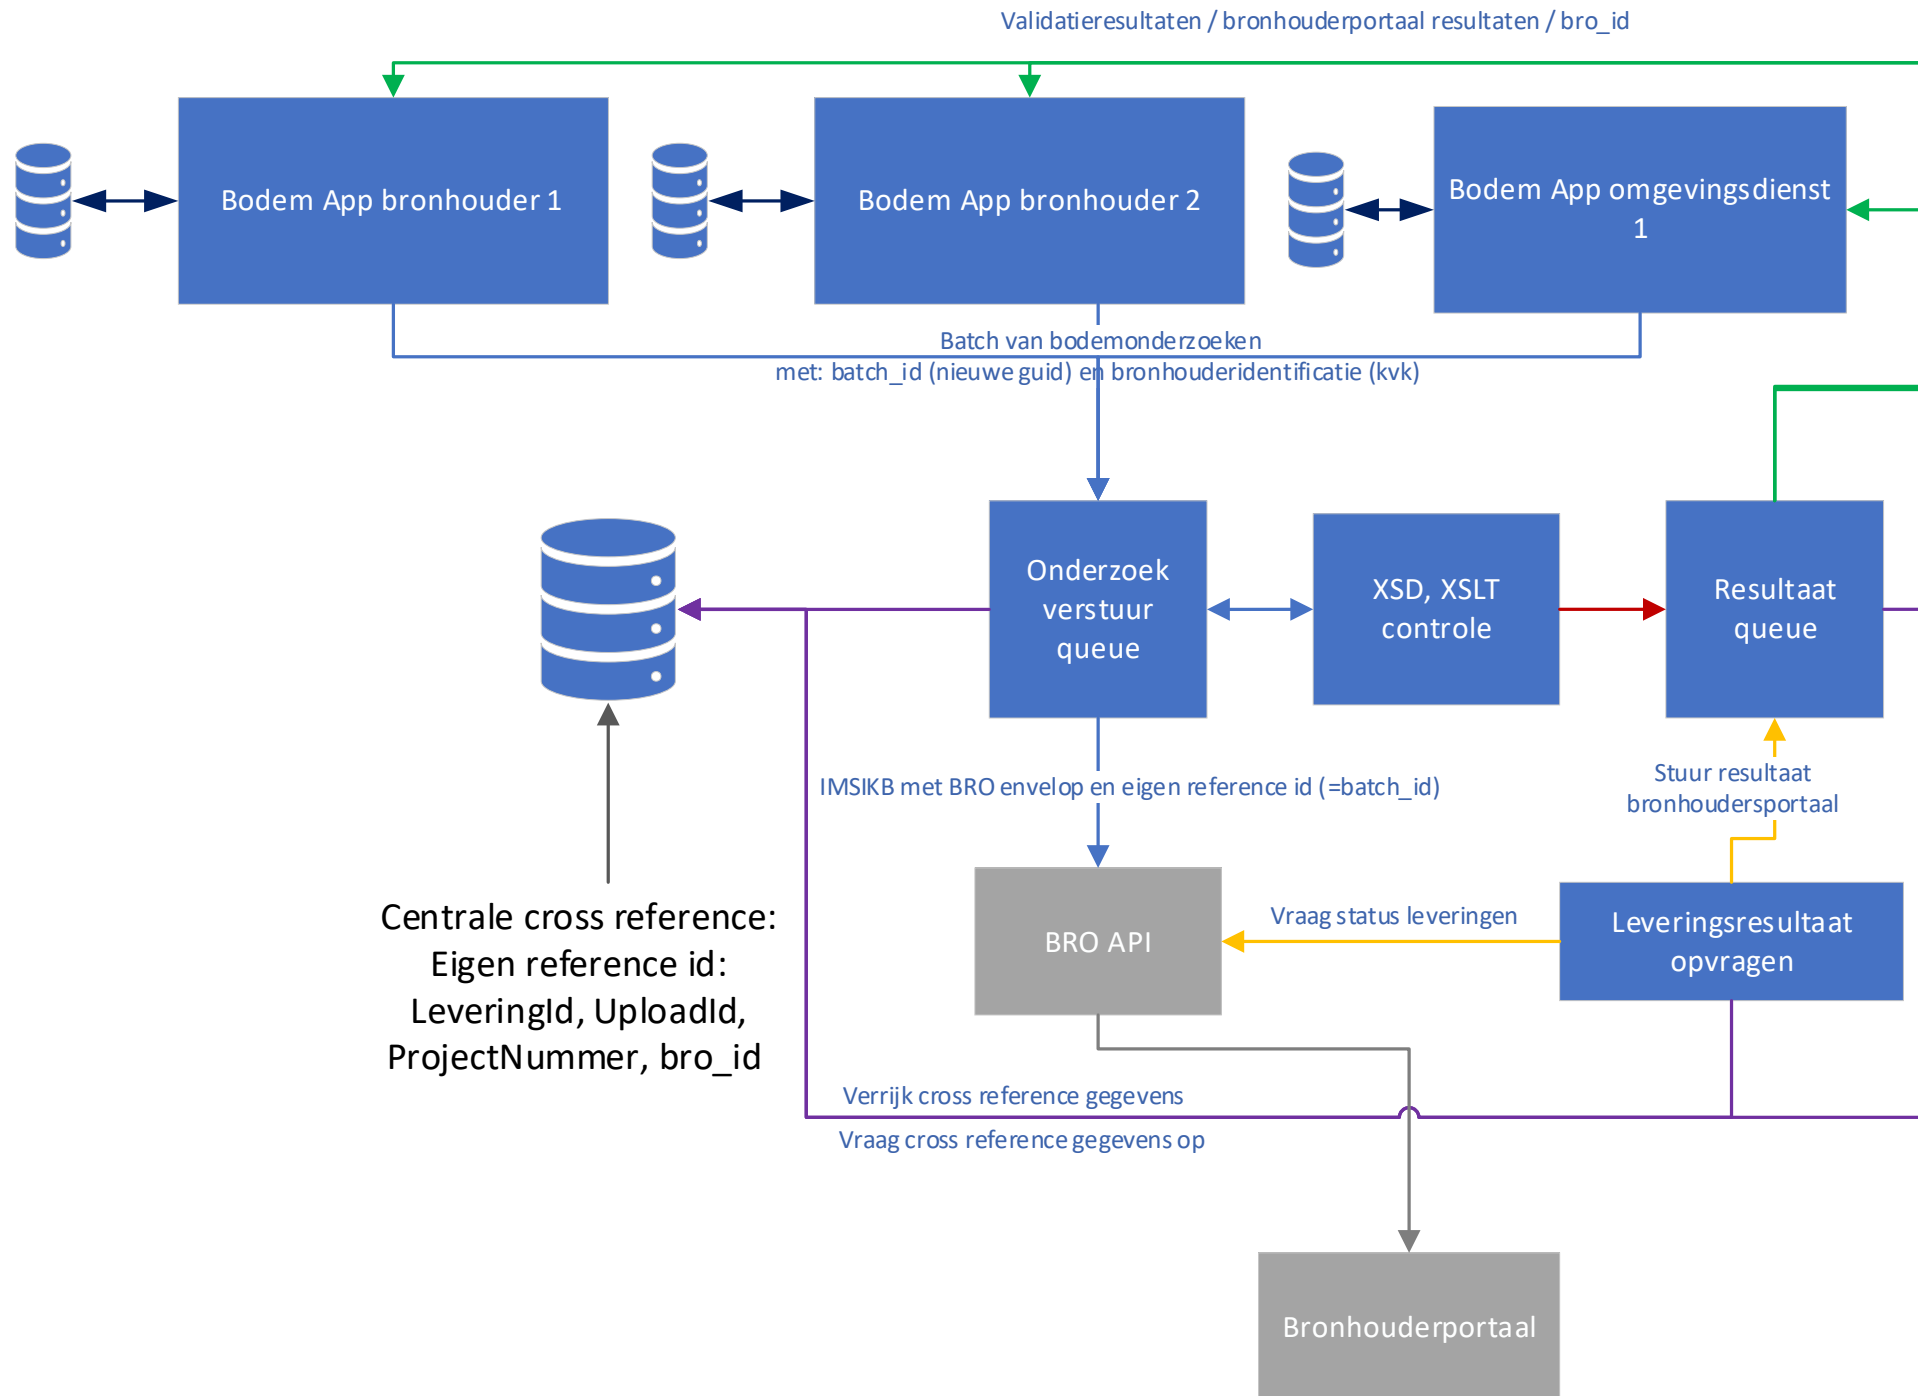 Validatieresultaten / bronhouderportaal resultaten / bro_id
Bodem App bronhouder 1
Bodem App bronhouder 2
Bodem App omgevingsdienst
1
Batch van bodemonderzoeken
met: batch_id (nieuwe guid) en bronhouderidentificatie (kvk)
Onderzoek
verstuur
queue
XSD, XSLT
controle
Resultaat
queue
IMSIKB met BRO envelop en eigen reference id (=batch_id)
Stuur resultaat
bronhoudersportaal
Centrale cross reference:
Eigen reference id:
LeveringId, UploadId,
ProjectNummer, bro_id
BRO API
Vraag status leveringen
Leveringsresultaat
opvragen
Verrijk cross reference gegevens
Vraag cross reference gegevens op
Bronhouderportaal